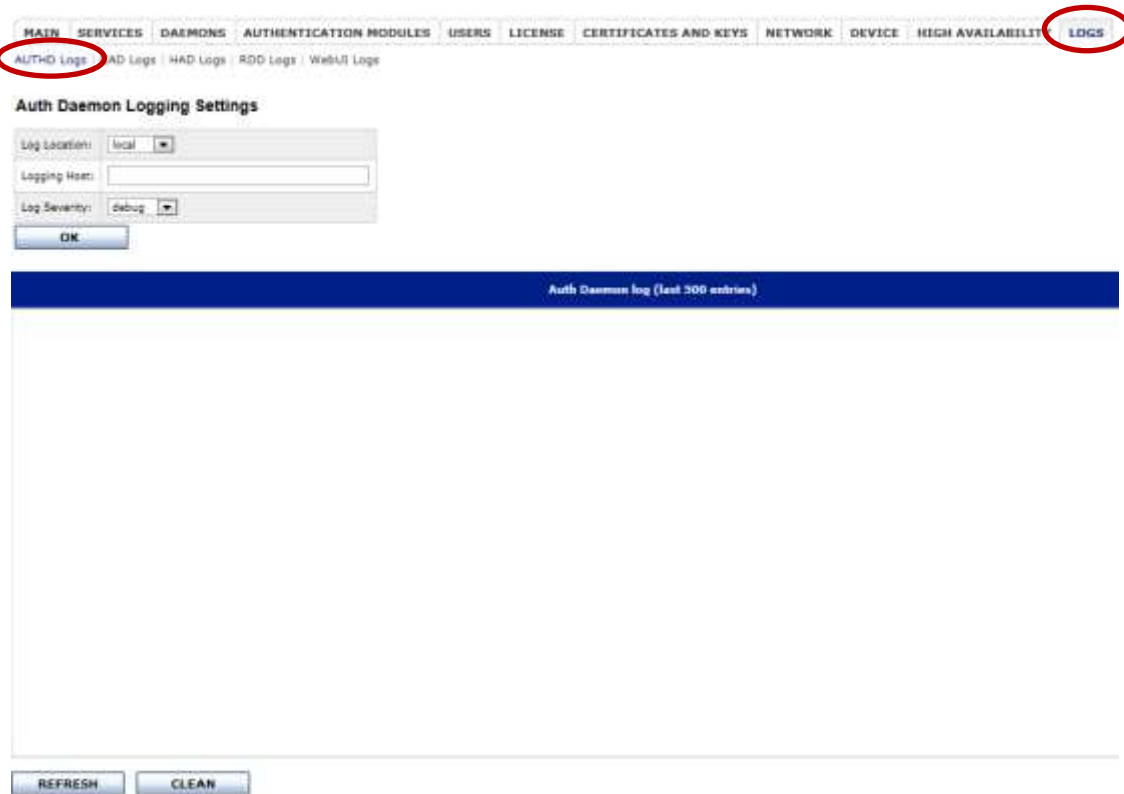 MAIN SERVICES DAEMONS AUTHENTICATION MODULES USERS LICENSE CERTIFICATES AND KEYS NETWORK DEVICE HIGH AVAILABILITY LOGS
AUTHD Logs AD Logs HAD Logs RDD Logs WebUI Logs
Auth Daemon Logging Settings
Log Location: local
Logging Host:
Log Severity: debug
OK
Auth Daemon log (last 300 entries)
REFRESH CLEAN